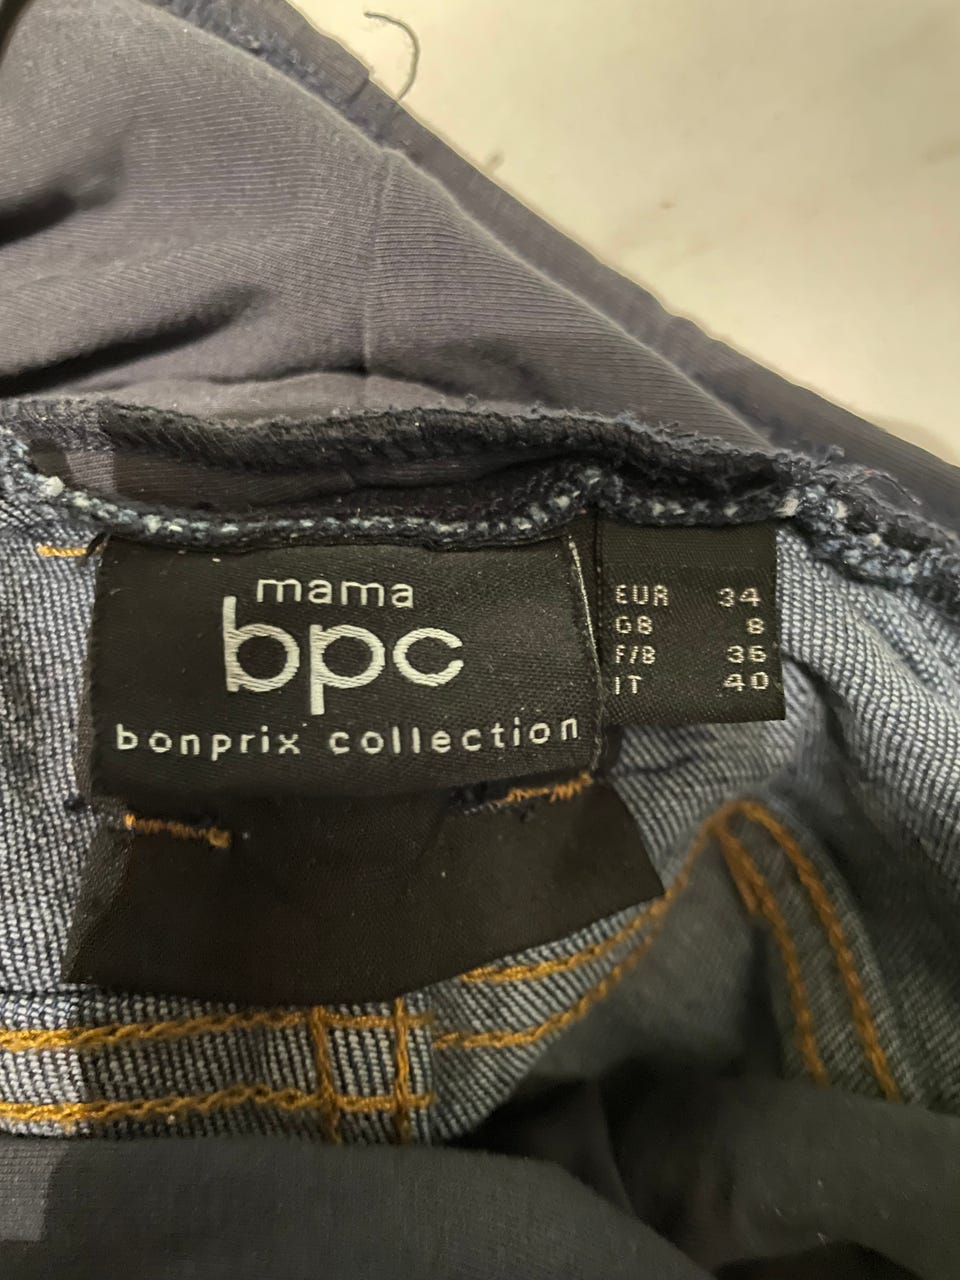 mama
bpc
bonprix collection
EUR 34
GB 8
F/B 36
IT 40